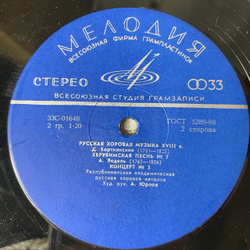 МЕЛОДИЯ
ВСЕСОЮЗНАЯ ФИРМА ГРАМПЛАСТИНОК
СТЕРЕО
33
ВСЕСОЮЗНАЯ СТУДИЯ ГРАМЗАПИСИ
33С-01648
2 гр. 1-20
ГОСТ 5289-68
2 сторона
РУССКАЯ ХОРОВАЯ МУЗЫКА XVIII в.
Д. Бортнянский (1751—1825)
ХЕРУВИМСКАЯ ПЕСНЬ № 7
А. Ведель (1767—1806)
КОНЦЕРТ № 3
Республиканская академическая
русская хоровая капелла
Худ. рук. А. Юрлов